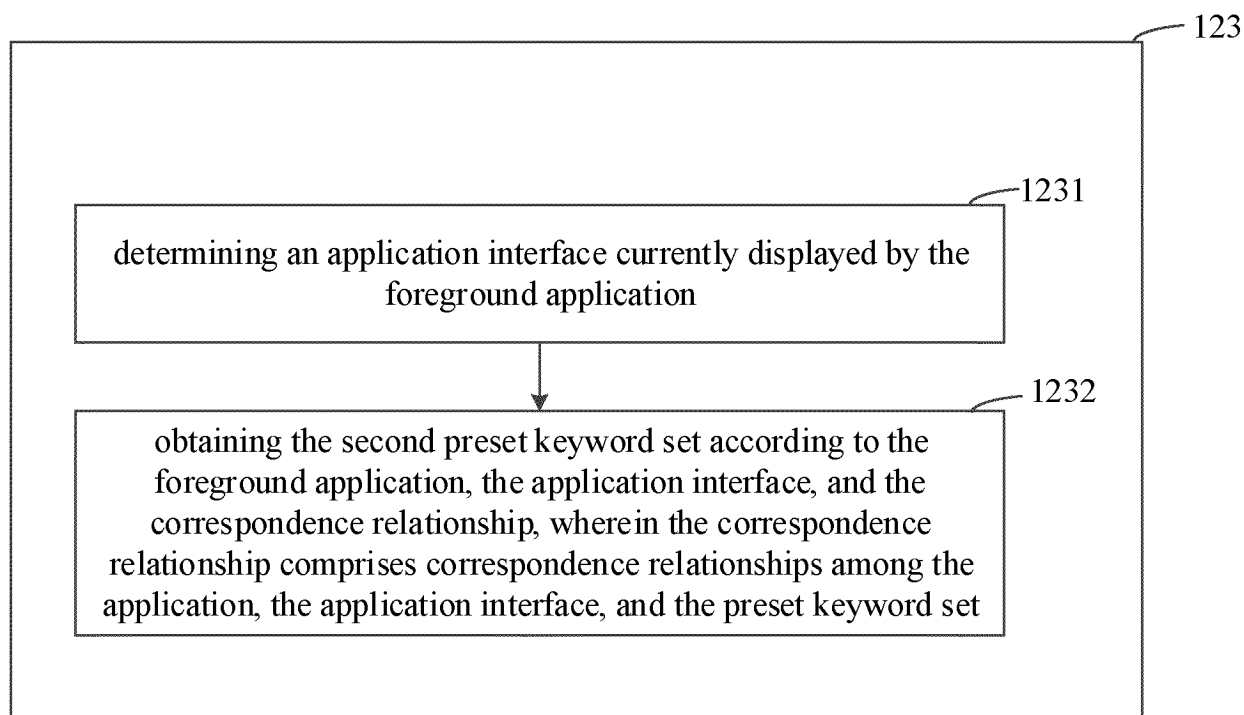 123
1231
determining an application interface currently displayed by the
foreground application
1232
obtaining the second preset keyword set according to the
foreground application, the application interface, and the
correspondence relationship, wherein the correspondence
relationship comprises correspondence relationships among the
application, the application interface, and the preset keyword set